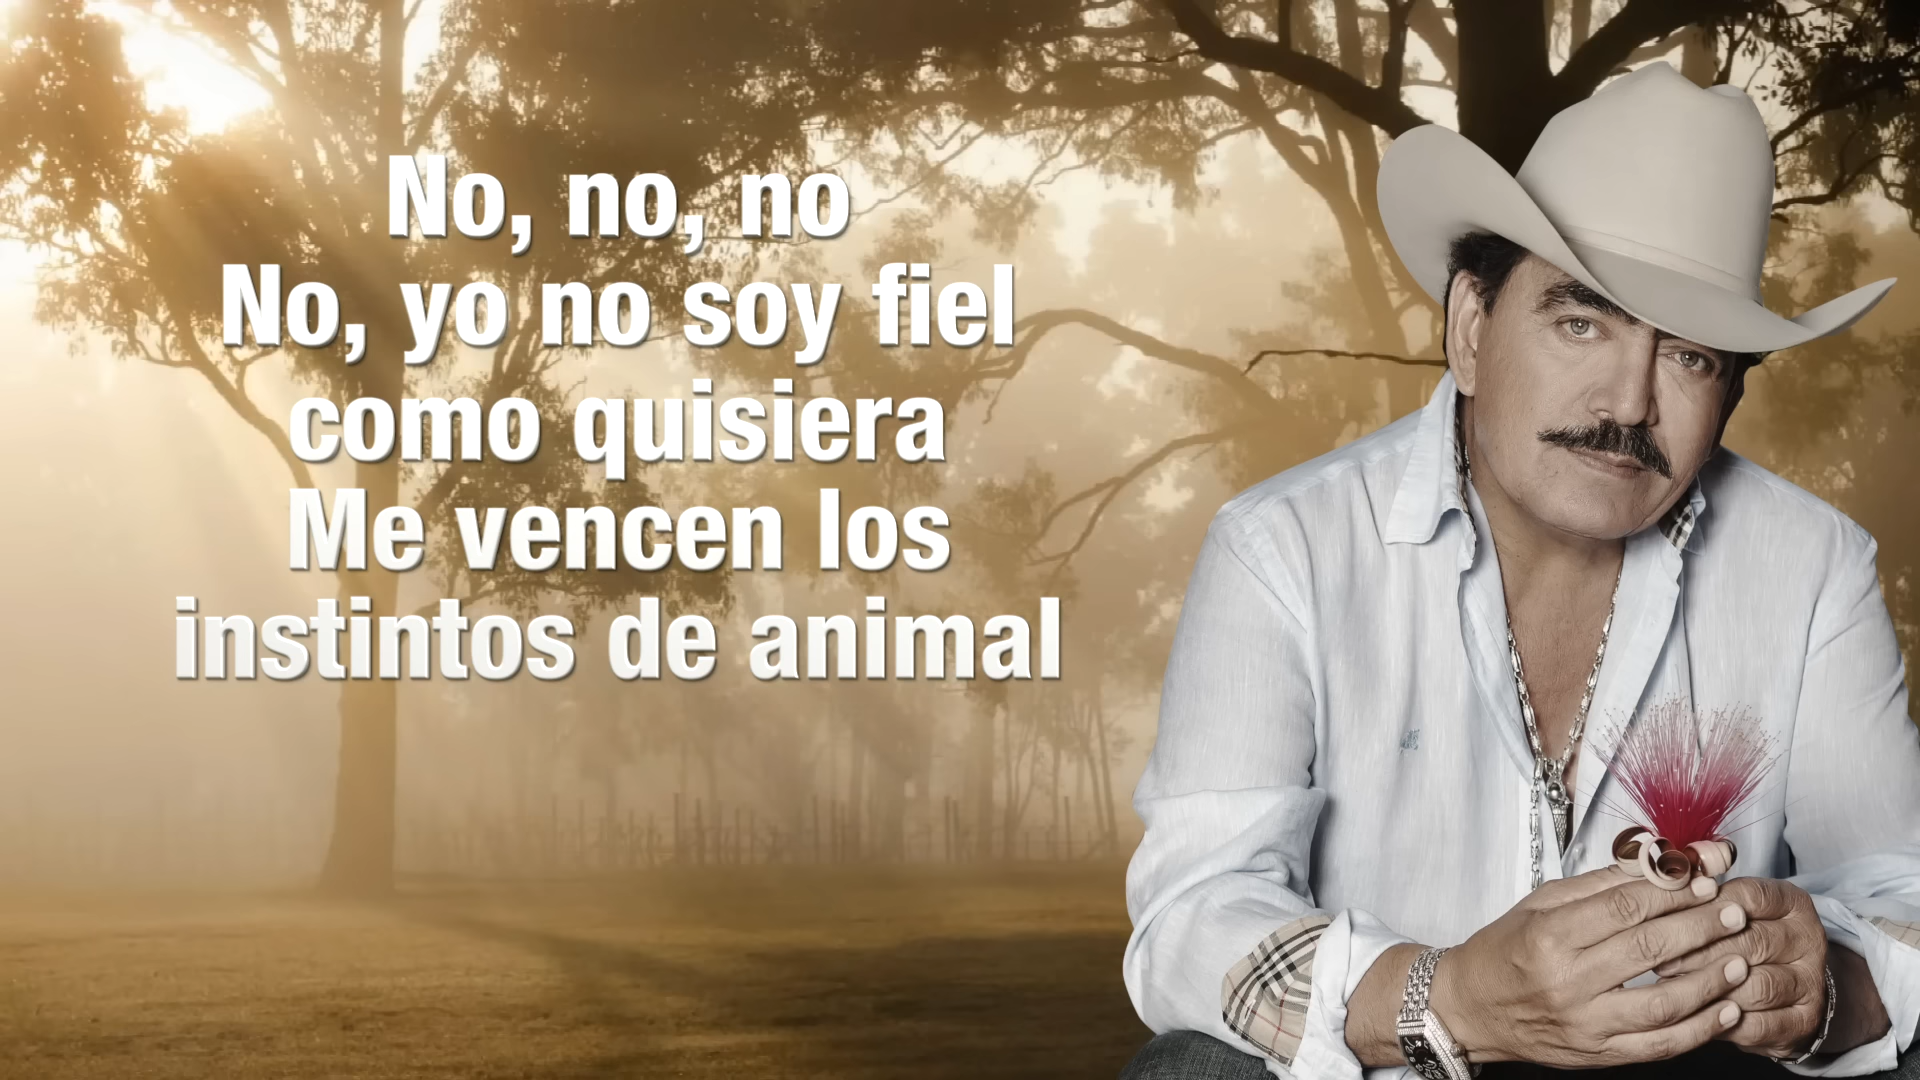 No, no, no
No, yo no soy fiel
como quisiera
Me vencen los
instintos de animal